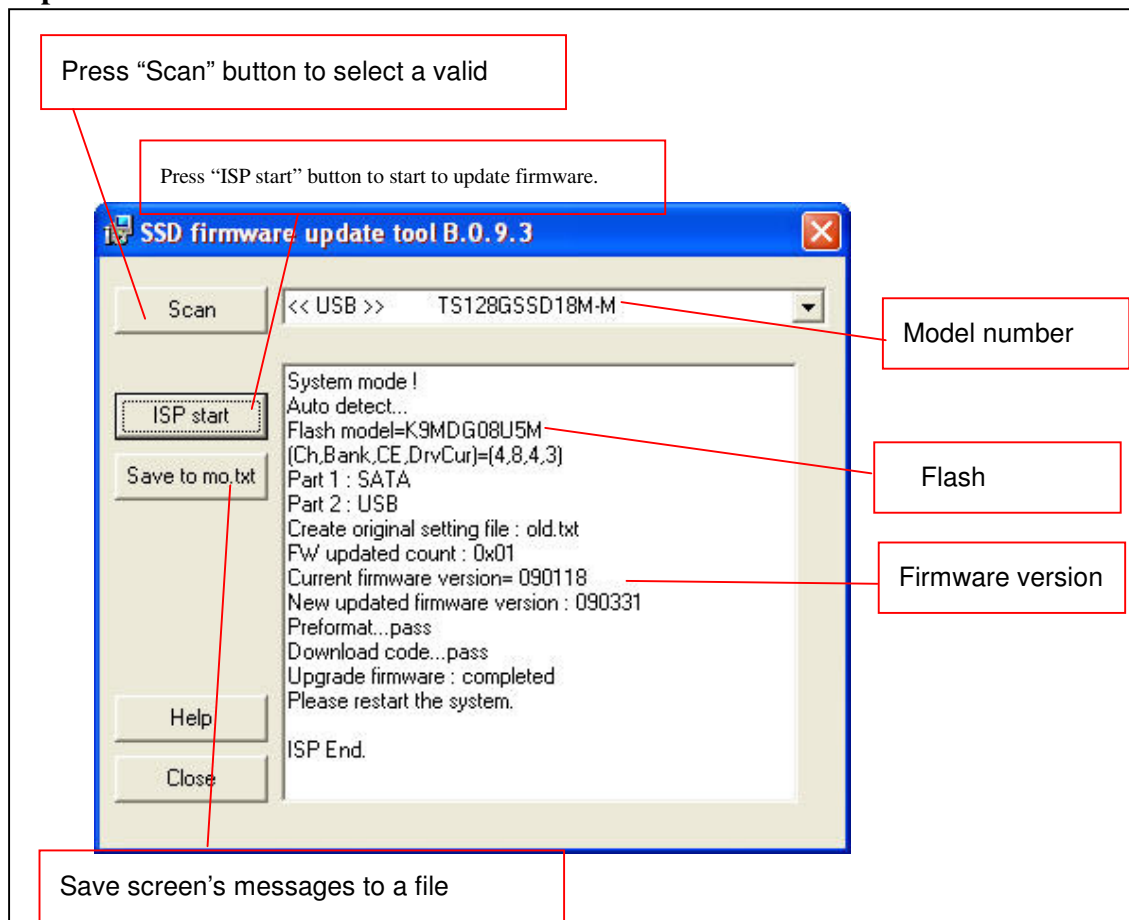 Press “Scan” button to select a valid
Press “ISP start” button to start to update firmware.
SSD firmware update tool B.0.9.3
Scan
<< USB >> TS128GSSD18M-M
Model number
System mode !
Auto detect...
ISP start
Flash model=K9MDG08U5M
(Ch,Bank,CE,DrvCur)=(4,8,4,3)
Flash
Save to mo.txt
Part 1 : SATA
Part 2 : USB
Create original setting file : old.txt
FW updated count : 0x01
Current firmware version= 090118
Firmware version
New updated firmware version : 090331
Preformat...pass
Download code...pass
Upgrade firmware : completed
Please restart the system.
Help
ISP End.
Close
Save screen’s messages to a file